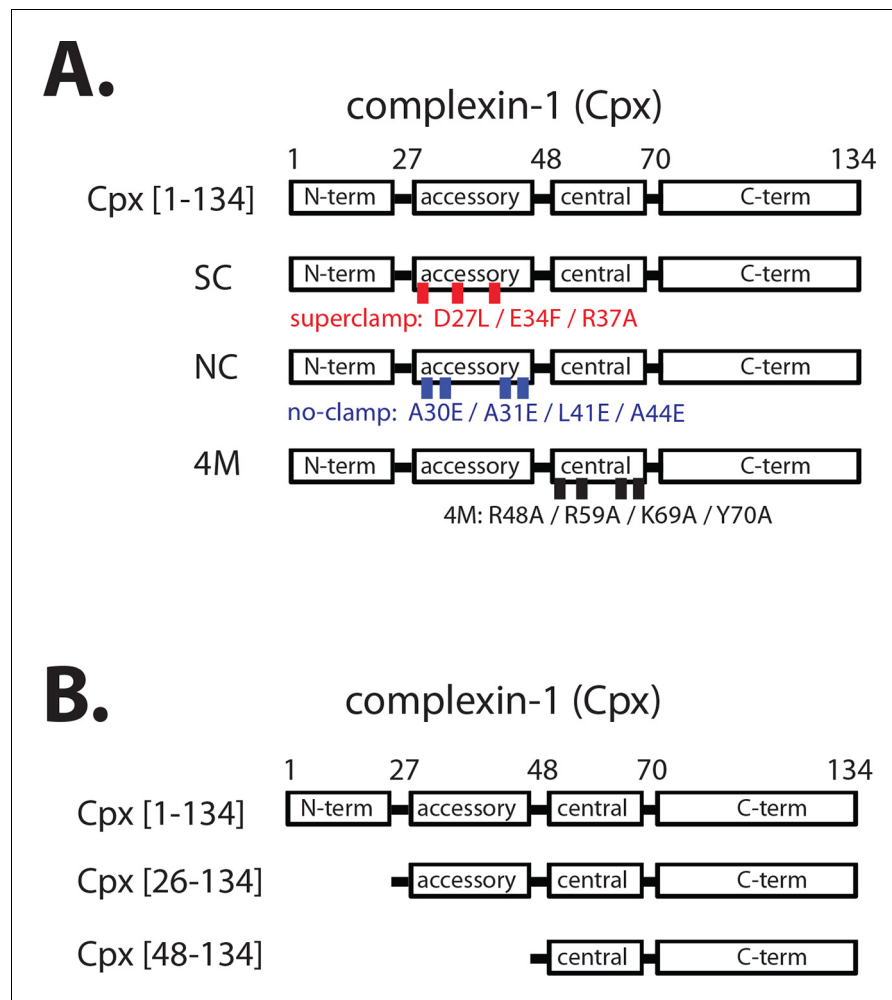 A.
complexin-1 (Cpx)
1 27 48 70 134
Cpx [1-134] N-term accessory central C-term
SC N-term accessory central C-term
superclamp: D27L / E34F / R37A
NC N-term accessory central C-term
no-clamp: A30E / A31E / L41E / A44E
4M N-term accessory central C-term
4M: R48A / R59A / K69A / Y70A
B.
complexin-1 (Cpx)
1 27 48 70 134
Cpx [1-134] N-term accessory central C-term
Cpx [26-134] accessory central C-term
Cpx [48-134] central C-term